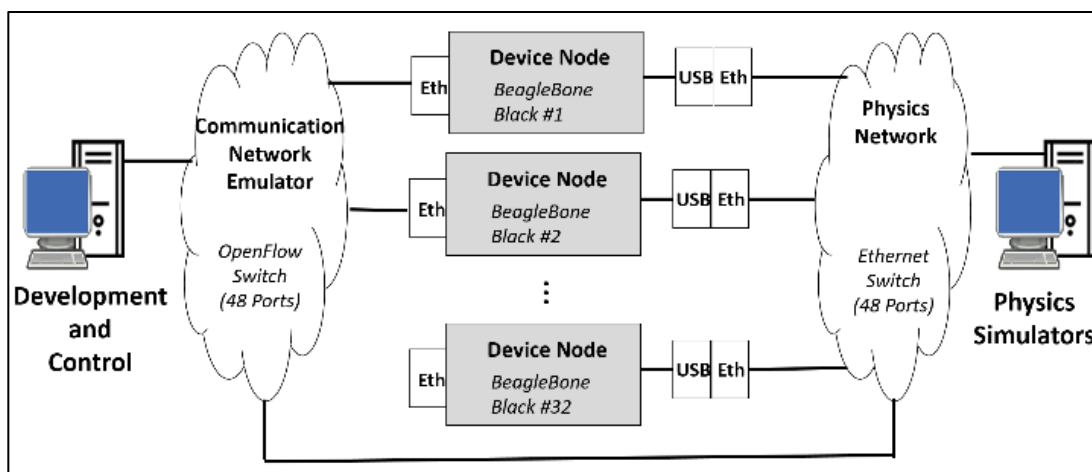 Development
and
Control
Communication
Network
Emulator
OpenFlow
Switch
(48 Ports)
Eth
Device Node
BeagleBone
Black #1
USB
Eth
Eth
Device Node
BeagleBone
Black #2
USB
Eth
...
Eth
Device Node
BeagleBone
Black #32
USB
Eth
Physics
Network
Ethernet
Switch
(48 Ports)
Physics
Simulators